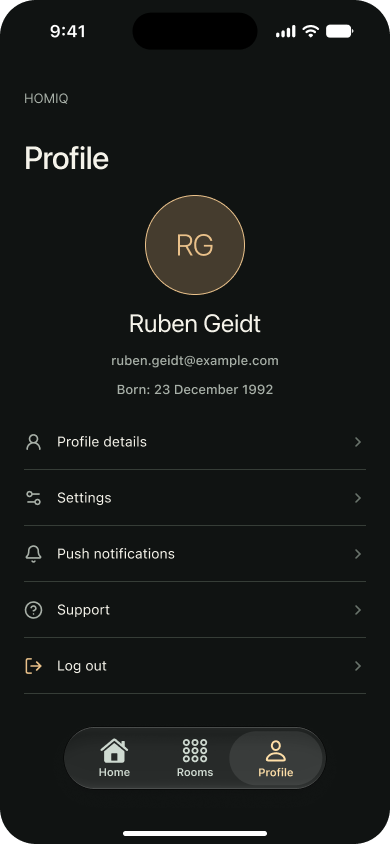 9:41
HOMIQ
Profile
RG
Ruben Geidt
ruben.geidt@example.com
Born: 23 December 1992
Profile details
Settings
Push notifications
Support
Log out
Home Rooms Profile